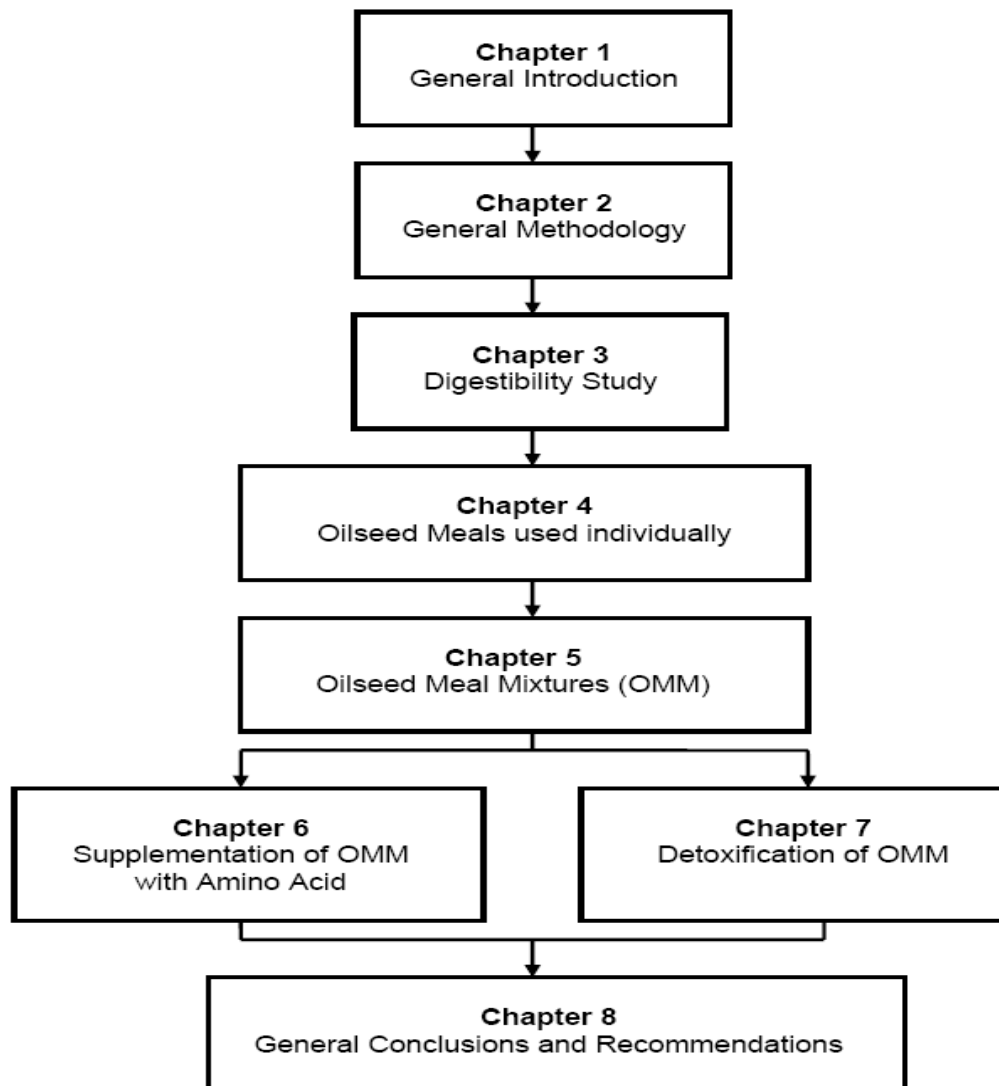 Chapter 1
General Introduction
Chapter 2
General Methodology
Chapter 3
Digestibility Study
Chapter 4
Oilseed Meals used individually
Chapter 5
Oilseed Meal Mixtures (OMM)
Chapter 6
Supplementation of OMM
with Amino Acid
Chapter 7
Detoxification of OMM
Chapter 8
General Conclusions and Recommendations